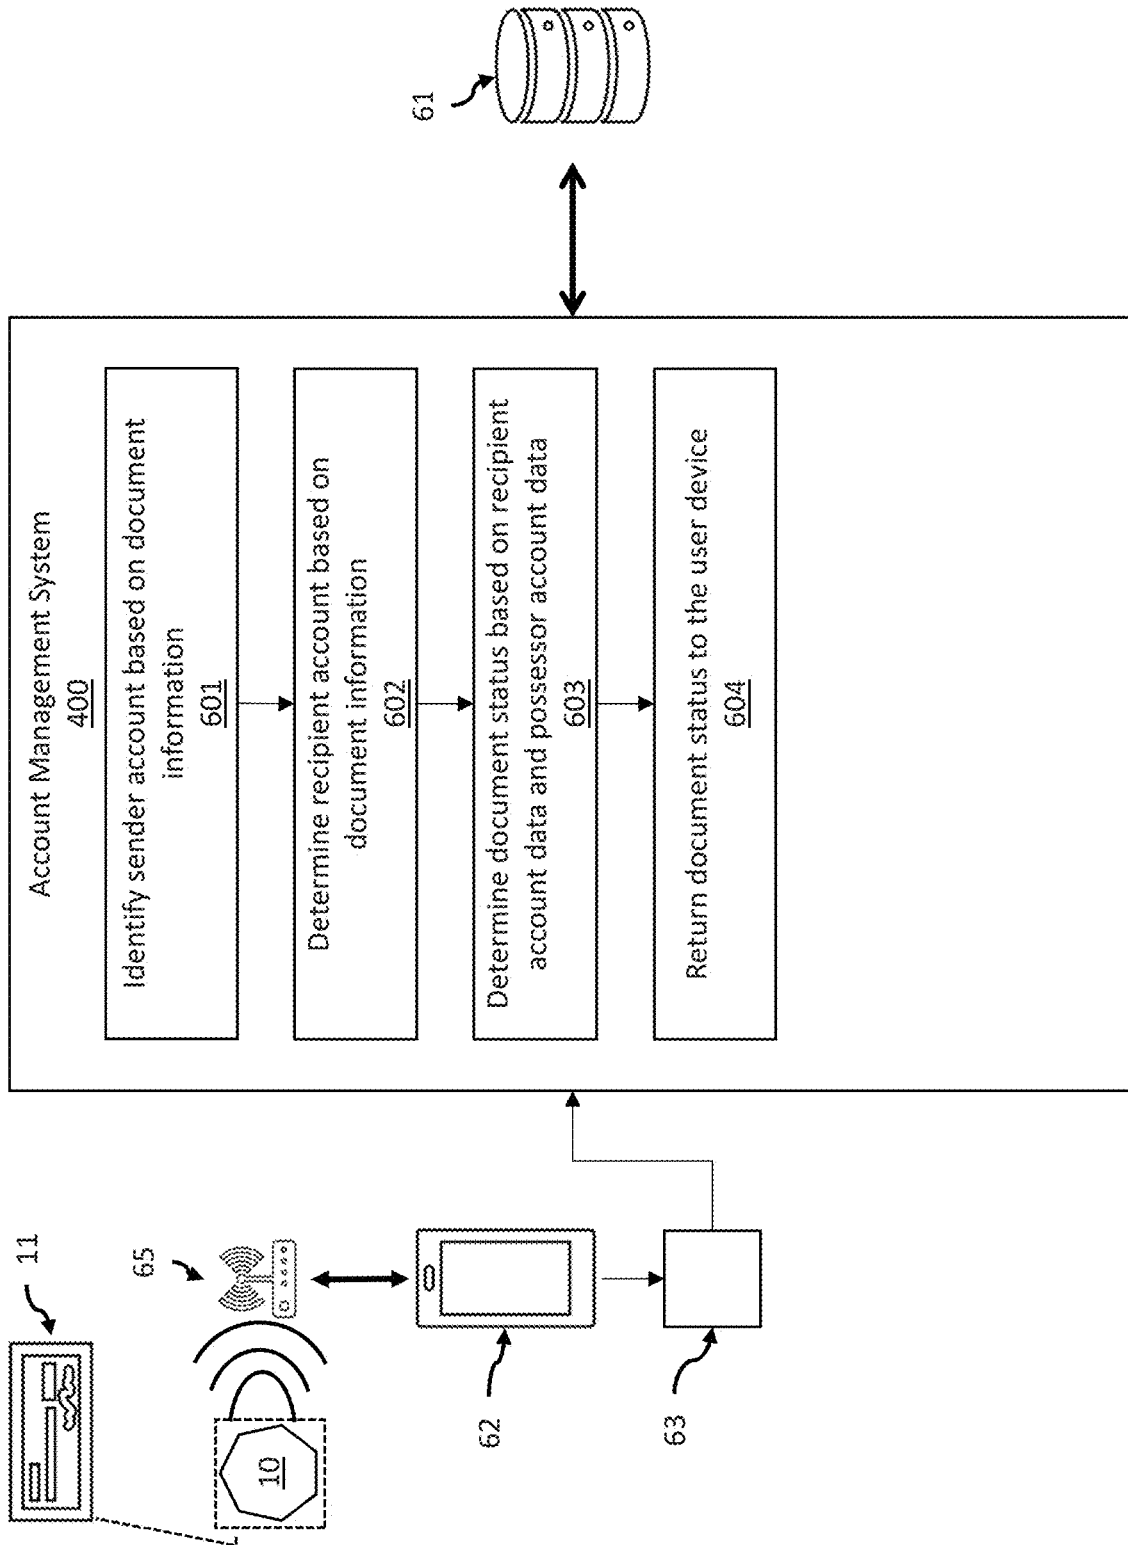 11
65
10
62
63
Account Management System
400
Identify sender account based on document
information
601
Determine recipient account based on
document information
602
Determine document status based on recipient
account data and possessor account data
603
Return document status to the user device
604
61